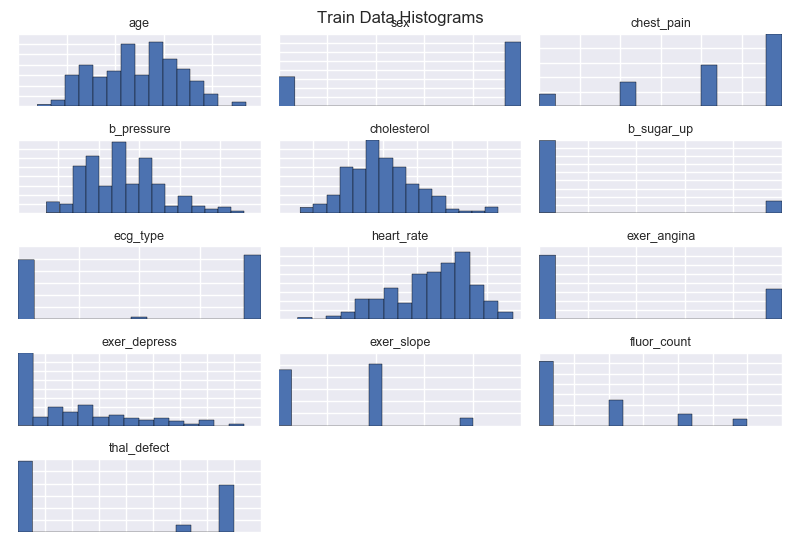 Train Data Histograms
age
sex
chest_pain
b_pressure
cholesterol
b_sugar_up
ecg_type
heart_rate
exer_angina
exer_depress
exer_slope
fluor_count
thal_defect